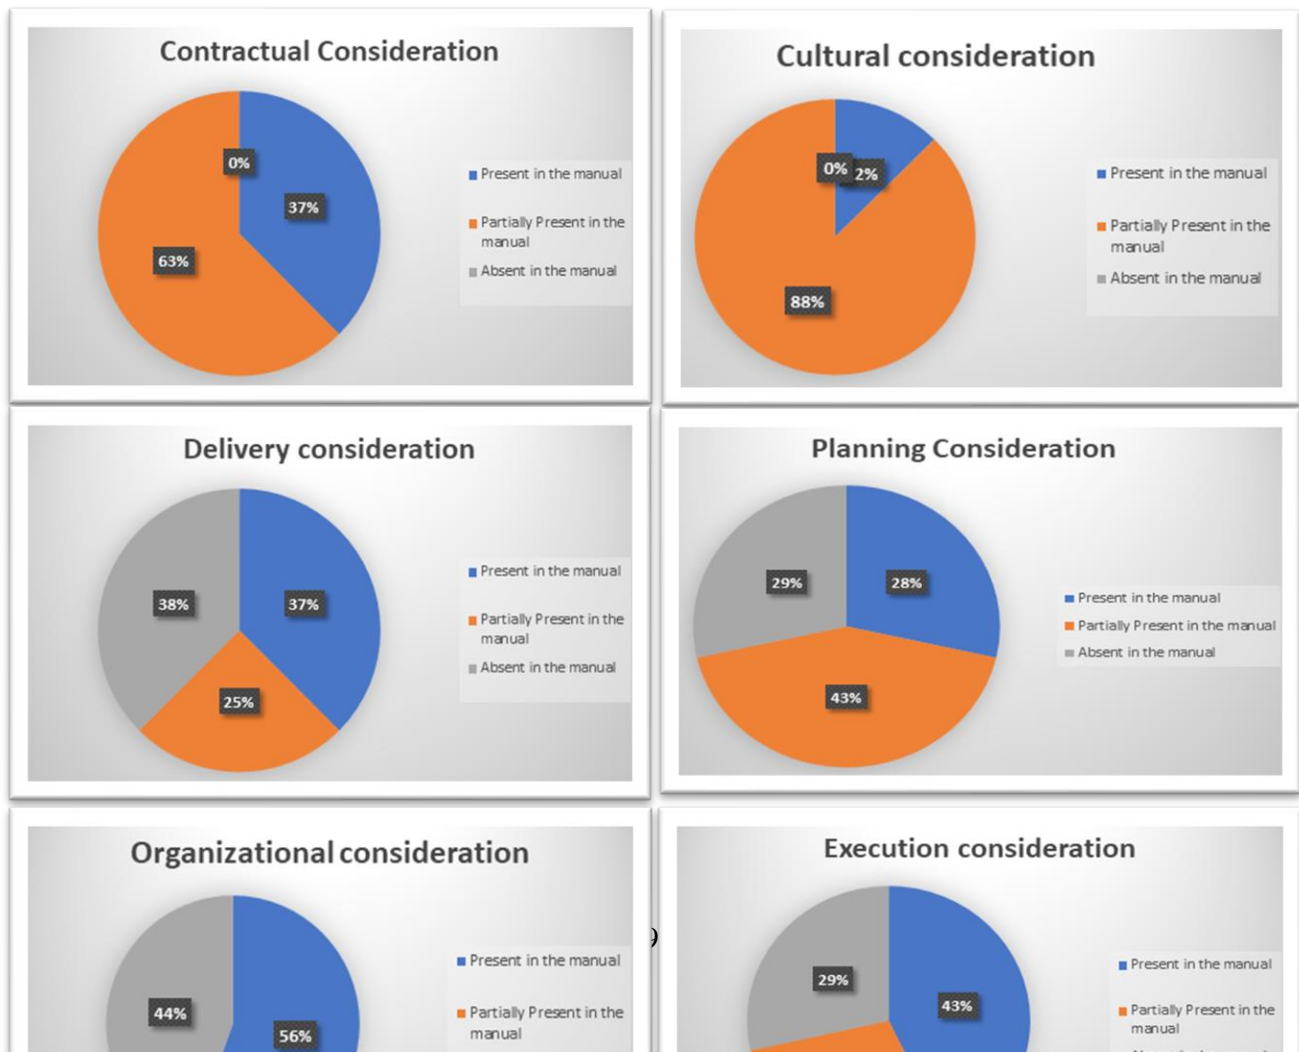 Contractual Consideration
0%
37%
63%
Present in the manual
Partially Present in the
manual
Absent in the manual
Cultural consideration
0%
2%
88%
Present in the manual
Partially Present in the
manual
Absent in the manual
Delivery consideration
38%
37%
25%
Present in the manual
Partially Present in the
manual
Absent in the manual
Planning Consideration
29%
28%
43%
Present in the manual
Partially Present in the manual
Absent in the manual
Organizational consideration
44%
56%
Present in the manual
Partially Present in the
manual
9
Execution consideration
29%
43%
Present in the manual
Partially Present in the
manual